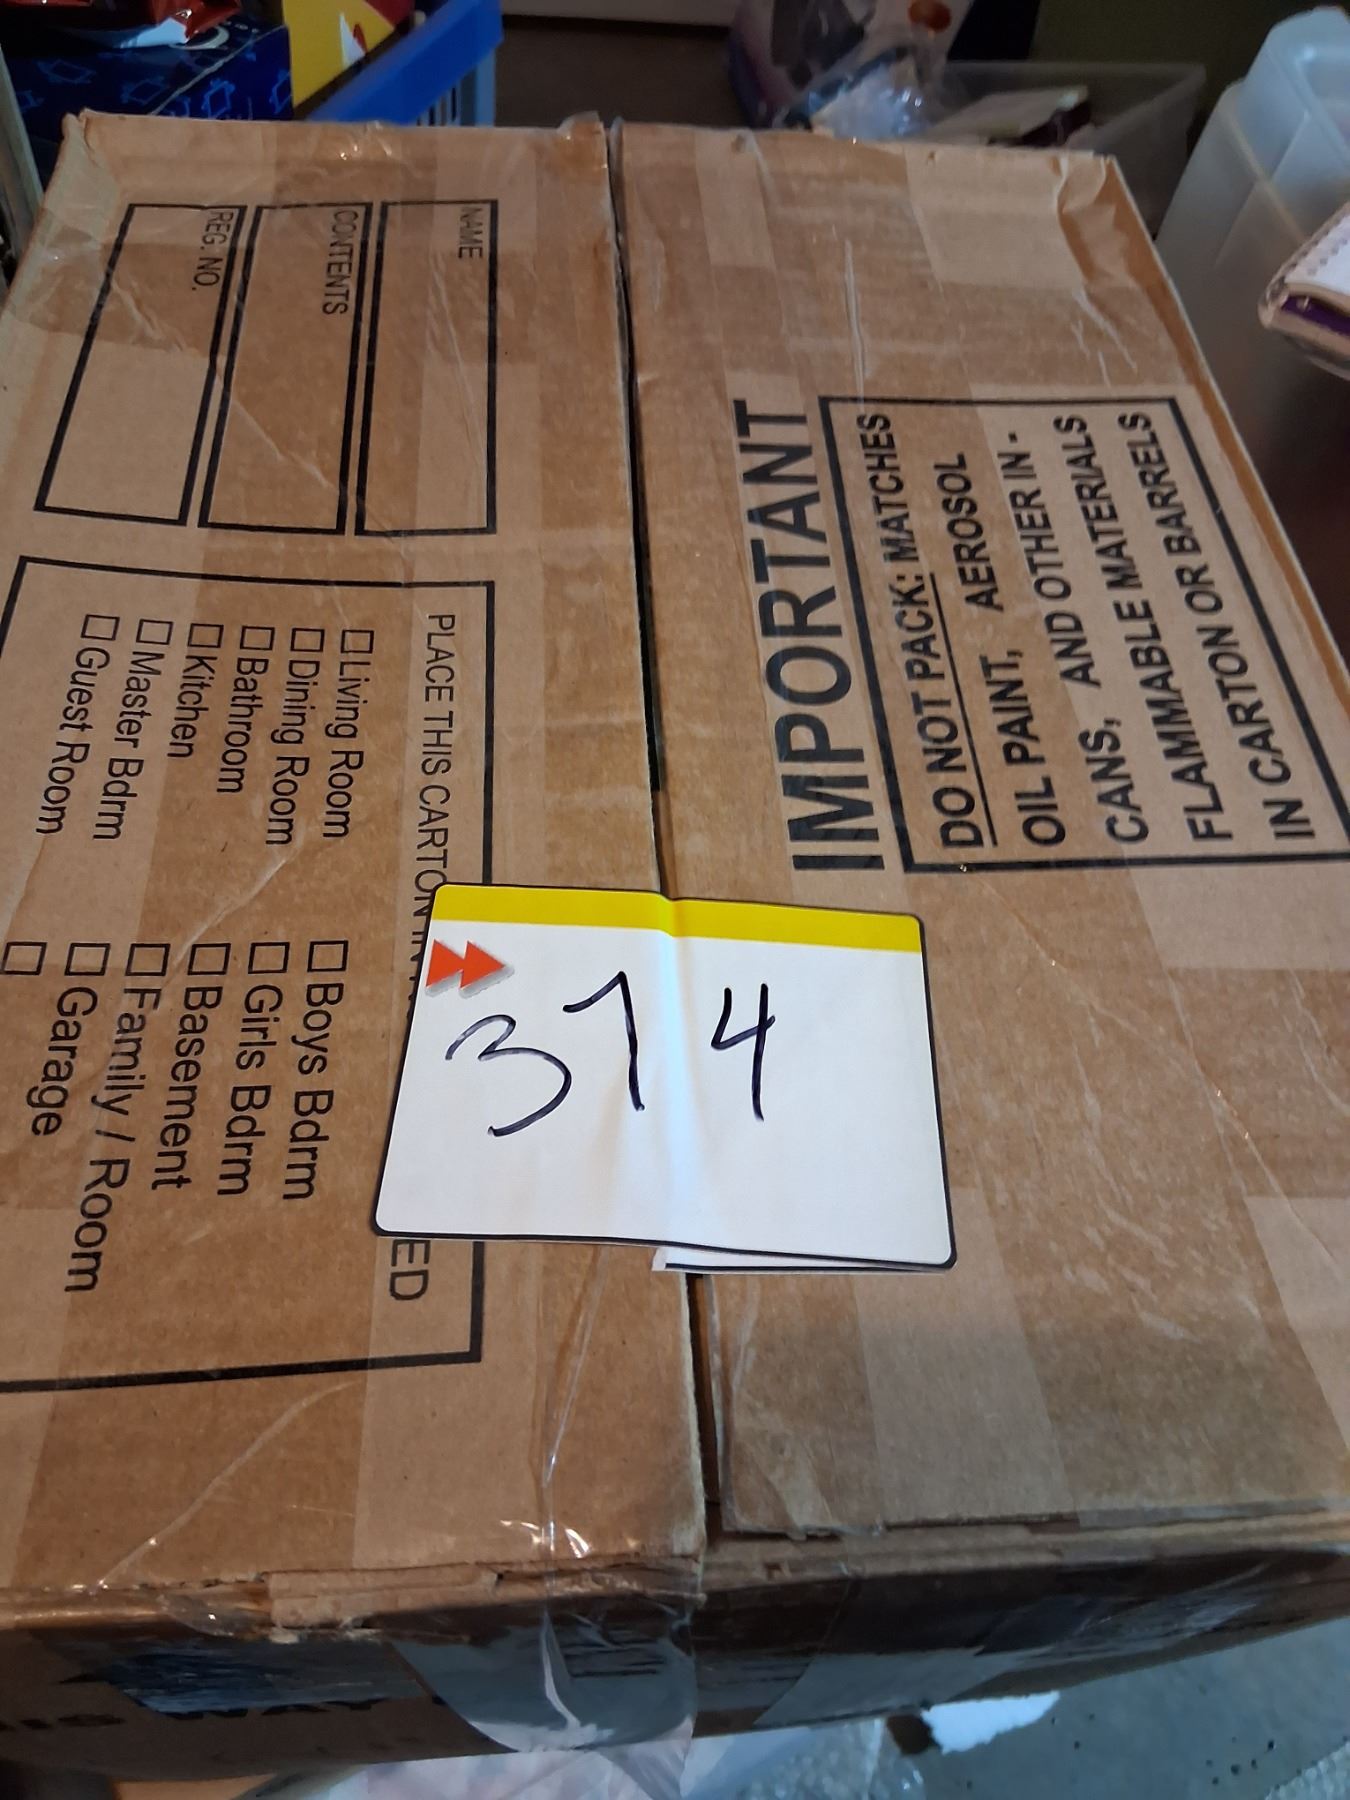 NAME
CONTENTS
REG. NO.
PLACE THIS CARTON IN
ED
☐ Living Room
☐ Dining Room
☐ Bathroom
☐ Kitchen
☐ Master Bdrm
☐ Guest Room
☐ Boys Bdrm
☐ Girls Bdrm
☐ Basement
☐ Family / Room
☐ Garage
☐
IMPORTANT
DO NOT PACK: MATCHES
OIL PAINT, AEROSOL
CANS, AND OTHER IN-
FLAMMABLE MATERIALS
IN CARTON OR BARRELS
374